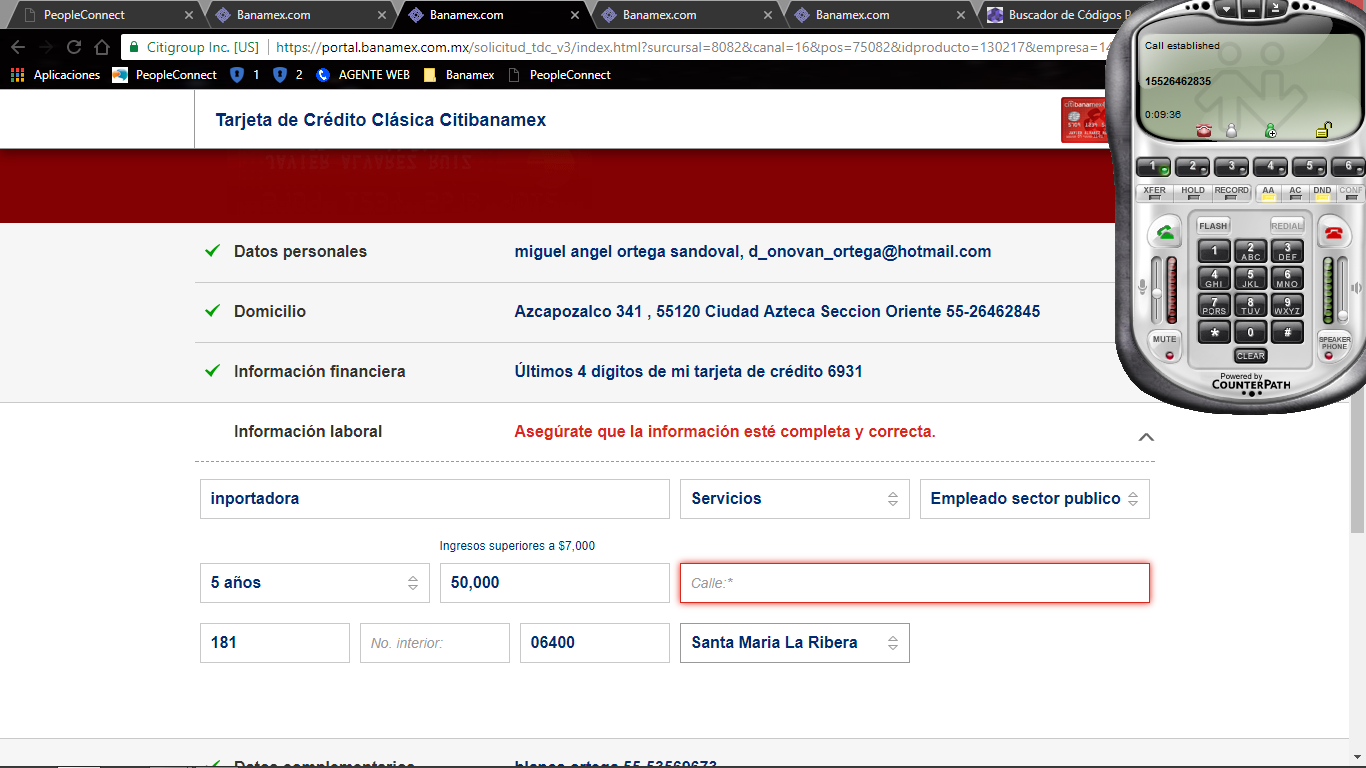 PeopleConnect
Banamex.com
Banamex.com
Banamex.com
Banamex.com
Buscador de Códigos
Citigroup Inc. [US] https://portal.banamex.com.mx/solicitud_tdc_v3/index.html?surcursal=8082&canal=16&pos=75082&idproducto=130217&empresa=14
Aplicaciones PeopleConnect 1 2 AGENTE WEB Banamex PeopleConnect
Tarjeta de Crédito Clásica Citibanamex
citibanamex
JAVIER ALVAREZ RUIZ
Datos personales miguel angel ortega sandoval, d_onovan_ortega@hotmail.com
Domicilio Azcapozalco 341 , 55120 Ciudad Azteca Seccion Oriente 55-26462845
Información financiera Últimos 4 dígitos de mi tarjeta de crédito 6931
Información laboral Asegúrate que la información esté completa y correcta.
inportadora Servicios Empleado sector publico
Ingresos superiores a $7,000
5 años 50,000 Calle:*
181 No. interior: 06400 Santa Maria La Ribera
Datos complementarios blanca ortega 55-53569673
Call established
15526462835
0:09:36
1 2 3 4 5 6
XFER HOLD RECORD AA AC DND CONF
FLASH REDIAL
1 2 ABC 3 DEF
4 GHI 5 JKL 6 MNO
7 PQRS 8 TUV 9 WXYZ
* 0 #
MUTE CLEAR SPEAKER PHONE
Powered by
COUNTERPATH